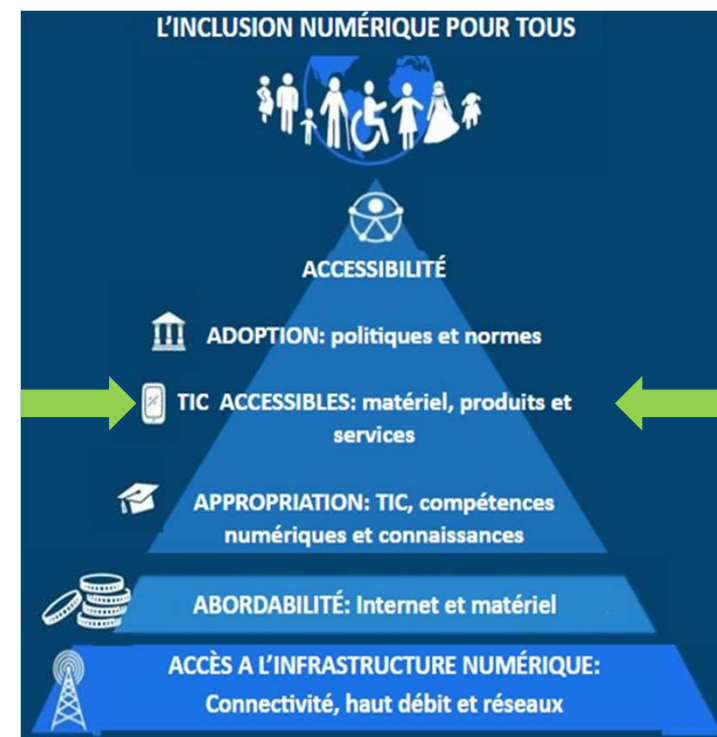 L'INCLUSION NUMÉRIQUE POUR TOUS
ACCESSIBILITÉ
ADOPTION: politiques et normes
TIC ACCESSIBLES: matériel, produits et
services
APPROPRIATION: TIC, compétences
numériques et connaissances
ABORDABILITÉ: Internet et matériel
ACCÈS A L'INFRASTRUCTURE NUMÉRIQUE:
Connectivité, haut débit et réseaux